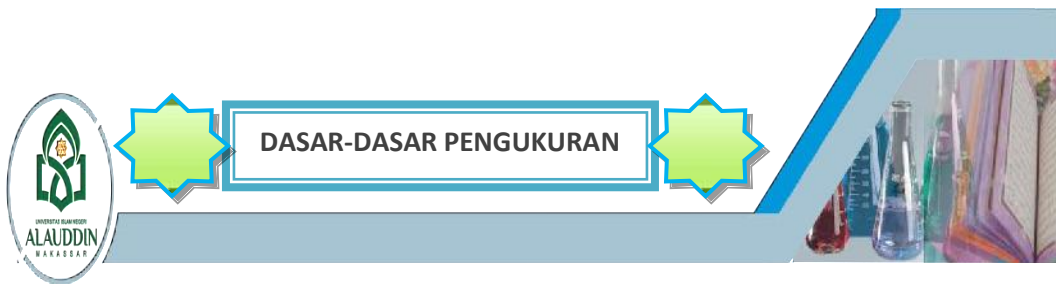 DASAR-DASAR PENGUKURAN
UNIVERSITAS ISLAM NEGERI
ALAUDDIN
MAKASSAR